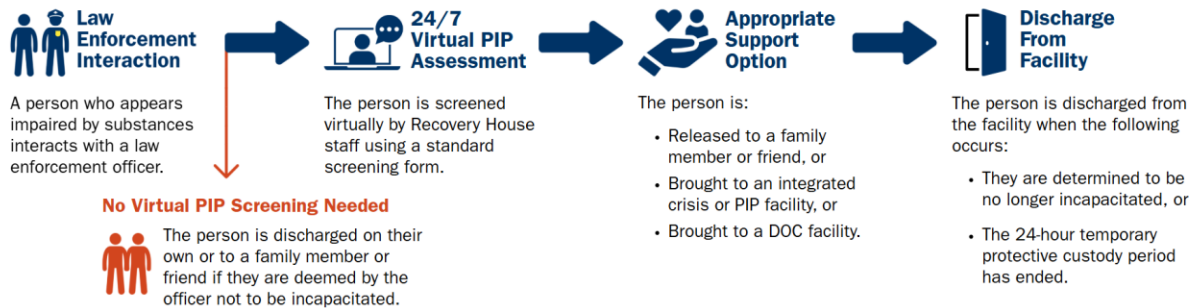 Law
Enforcement
Interaction
A person who appears
impaired by substances
interacts with a law
enforcement officer.
No Virtual PIP Screening Needed
The person is discharged on their
own or to a family member or
friend if they are deemed by the
officer not to be incapacitated.
24/7
Virtual PIP
Assessment
The person is screened
virtually by Recovery House
staff using a standard
screening form.
Appropriate
Support
Option
The person is:
• Released to a family
member or friend, or
• Brought to an integrated
crisis or PIP facility, or
• Brought to a DOC facility.
Discharge
From
Facility
The person is discharged from
the facility when the following
occurs:
• They are determined to be
no longer incapacitated, or
• The 24-hour temporary
protective custody period
has ended.